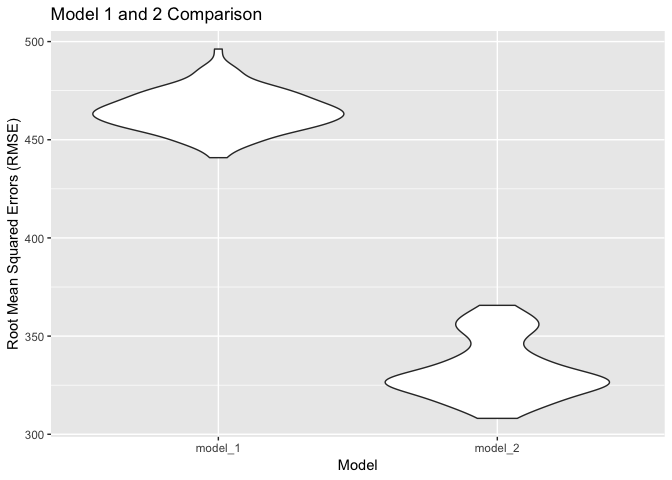 Model 1 and 2 Comparison
Root Mean Squared Errors (RMSE)
500
450
400
350
300
model_1
model_2
Model